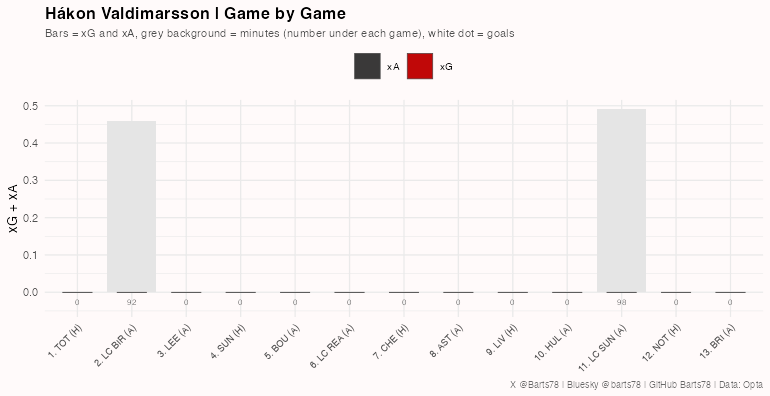 Hákon Valdimarsson | Game by Game
Bars = xG and xA, grey background = minutes (number under each game), white dot = goals
xA xG
xG + xA
0.5
0.4
0.3
0.2
0.1
0.0
0 92 0 0 0 0 0 0 0 0 98 0 0
1. TOT (H)
2. LC BIR (A)
3. LEE (A)
4. SUN (H)
5. BOU (A)
6. LC REA (A)
7. CHE (H)
8. AST (A)
9. LIV (H)
10. HUL (A)
11. LC SUN (A)
12. NOT (H)
13. BRI (A)
X @Barts78 | Bluesky @barts78 | GitHub Barts78 | Data: Opta